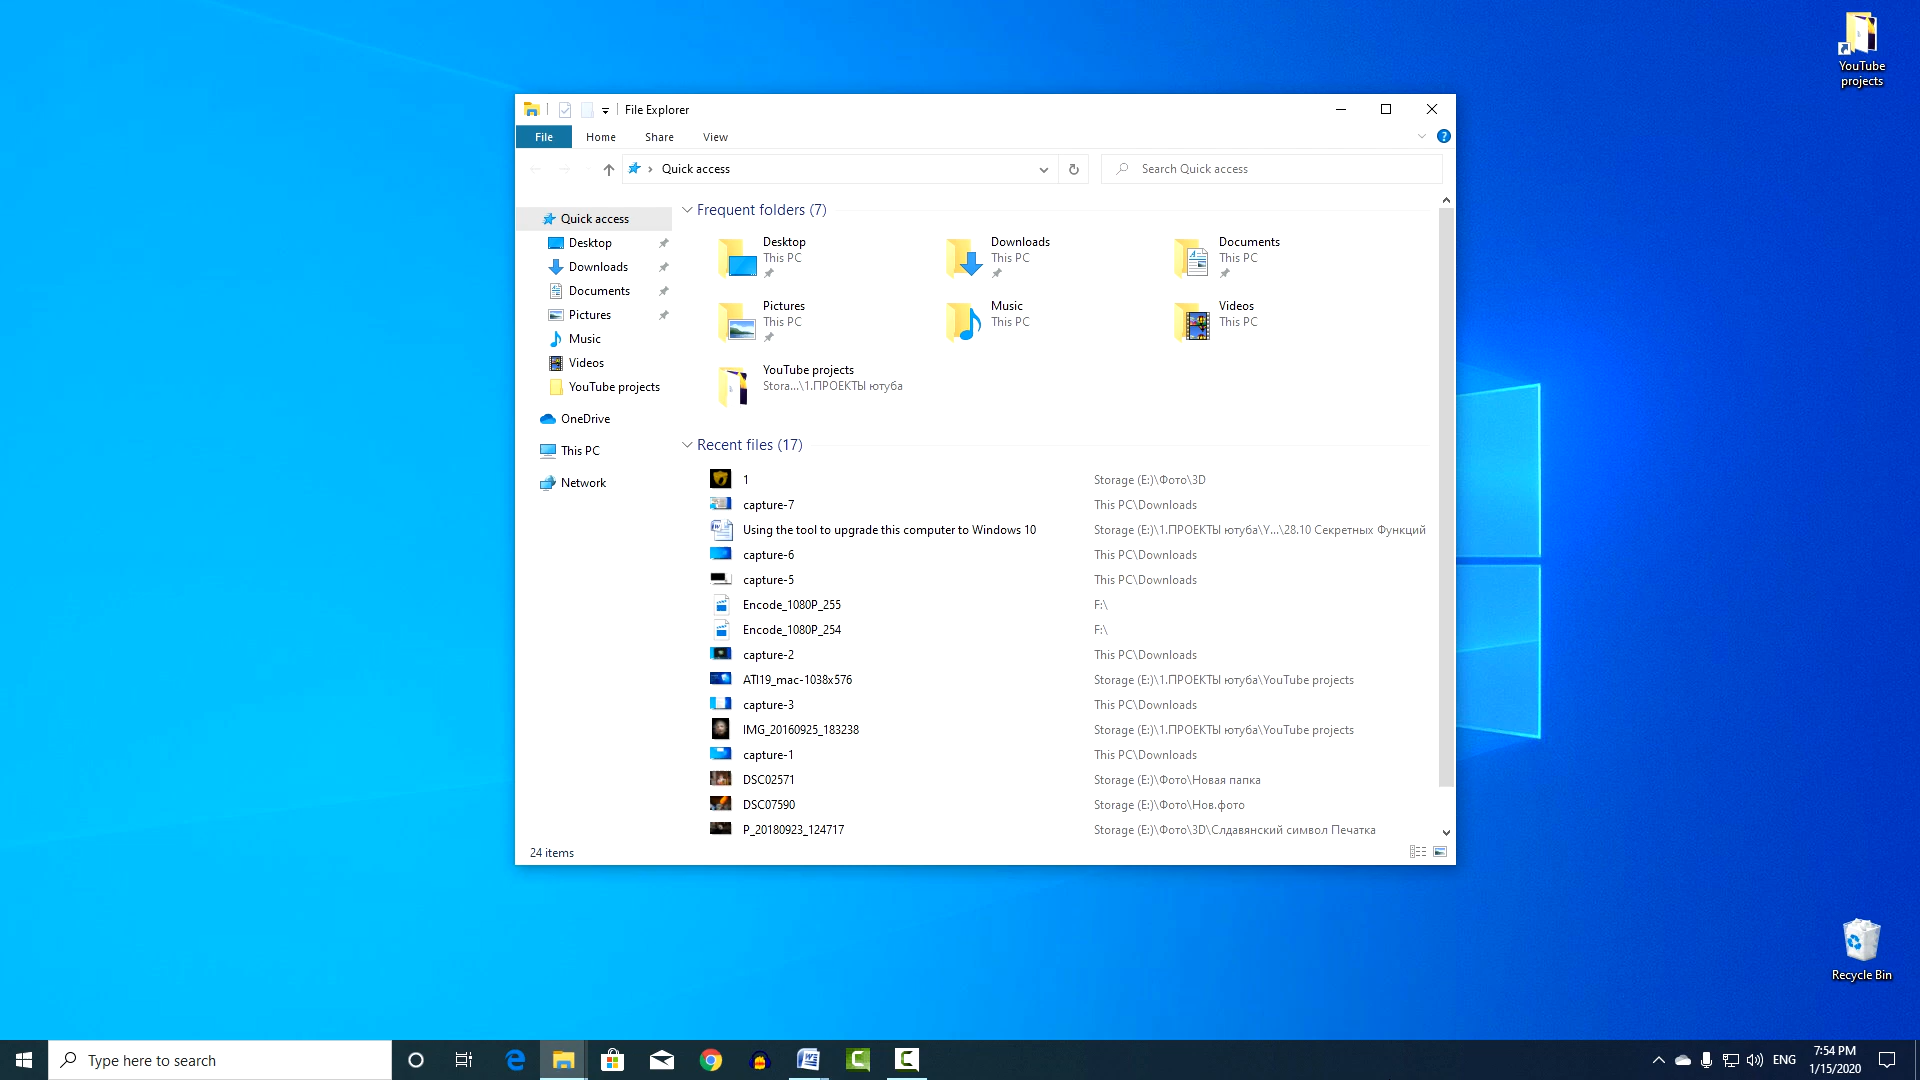 YouTube
projects
File Explorer
File
Home
Share
View
Quick access
Search Quick access
Quick access
Desktop
Downloads
Documents
Pictures
Music
Videos
YouTube projects
OneDrive
This PC
Network
Frequent folders (7)
Desktop
This PC
Downloads
This PC
Documents
This PC
Pictures
This PC
Music
This PC
Videos
This PC
YouTube projects
Stora...\1.ПРОЕКТЫ ютуба
Recent files (17)
1 Storage (E:)\Фото\3D
capture-7 This PC\Downloads
Using the tool to upgrade this computer to Windows 10 Storage (E:)\1.ПРОЕКТЫ ютуба\Y...\28.10 Секретных Функций
capture-6 This PC\Downloads
capture-5 This PC\Downloads
Encode_1080P_255 F:\
Encode_1080P_254 F:\
capture-2 This PC\Downloads
ATI19_mac-1038x576 Storage (E:)\1.ПРОЕКТЫ ютуба\YouTube projects
capture-3 This PC\Downloads
IMG_20160925_183238 Storage (E:)\1.ПРОЕКТЫ ютуба\YouTube projects
capture-1 This PC\Downloads
DSC02571 Storage (E:)\Фото\Новая папка
DSC07590 Storage (E:)\Фото\Нов.фото
P_20180923_124717 Storage (E:)\Фото\3D\Слдавянский символ Печатка
24 items
Recycle Bin
Type here to search
ENG
7:54 PM
1/15/2020